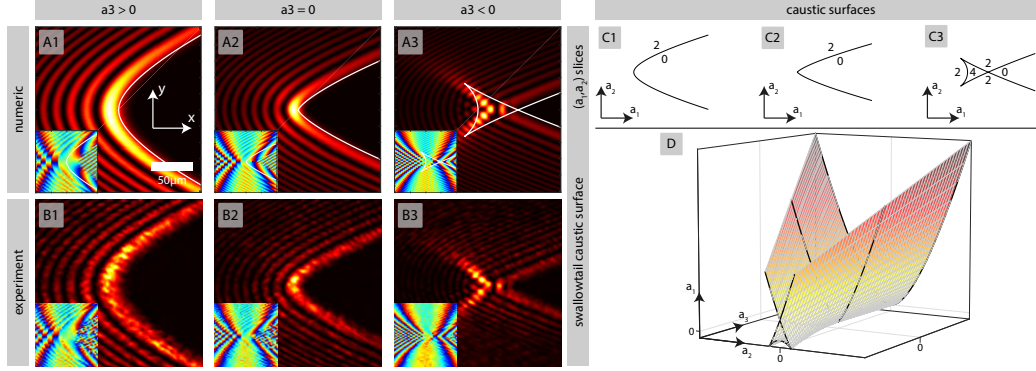 a3 > 0
a3 = 0
a3 < 0
caustic surfaces
numeric
A1
y
x
50μm
A2
A3
(a1,a2) slices
C1
2
0
a2
a1
C2
2
0
a2
a1
C3
2
2 4 0
2
a2
a1
experiment
B1
B2
B3
swallowtail caustic surface
D
a1
a3
a2
0
0
0